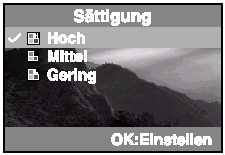 Sättigung
Hoch
Mittel
Gering
OK:Einstellen